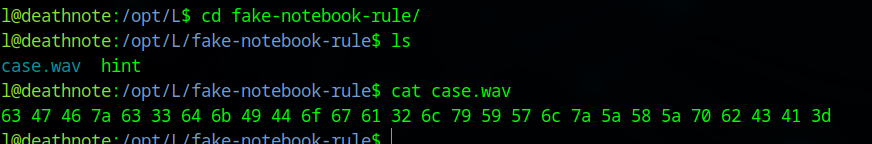 l@deathnote:/opt/L$ cd fake-notebook-rule/
l@deathnote:/opt/L/fake-notebook-rule$ ls
case.wav  hint
l@deathnote:/opt/L/fake-notebook-rule$ cat case.wav
63 47 46 7a 63 33 64 6b 49 44 6f 67 61 32 6c 79 59 57 6c 7a 5a 58 5a 70 62 43 41 3d
l@deathnote:/opt/L/fake-notebook-rule$